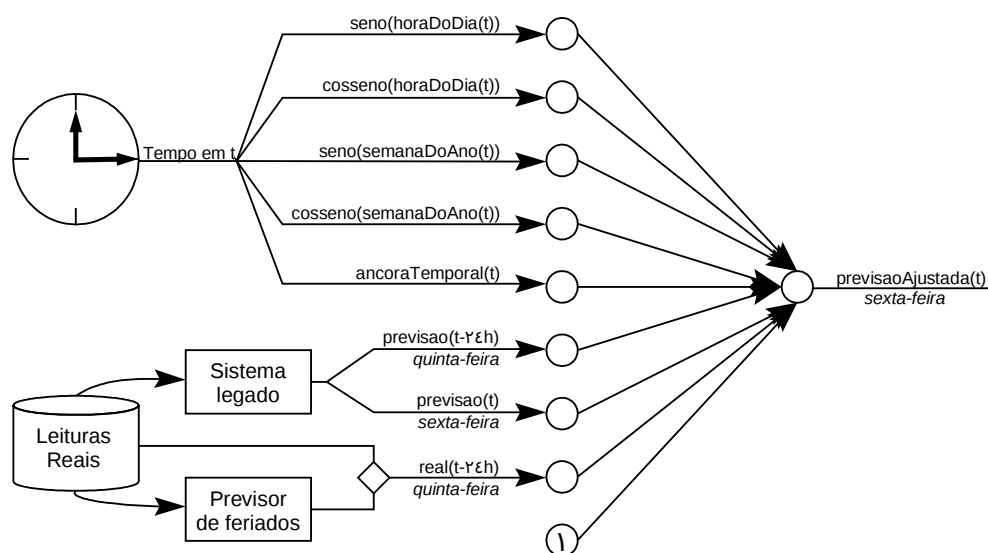 seno(horaDoDia(t))
cosseno(horaDoDia(t))
Tempo em t
seno(semanaDoAno(t))
cosseno(semanaDoAno(t))
ancoraTemporal(t)
previsaoAjustada(t)
sexta-feira
previsao(t-٢٤h)
quinta-feira
Sistema
legado
previsao(t)
sexta-feira
Leituras
Reais
real(t-٢٤h)
quinta-feira
Previsor
de feriados
١